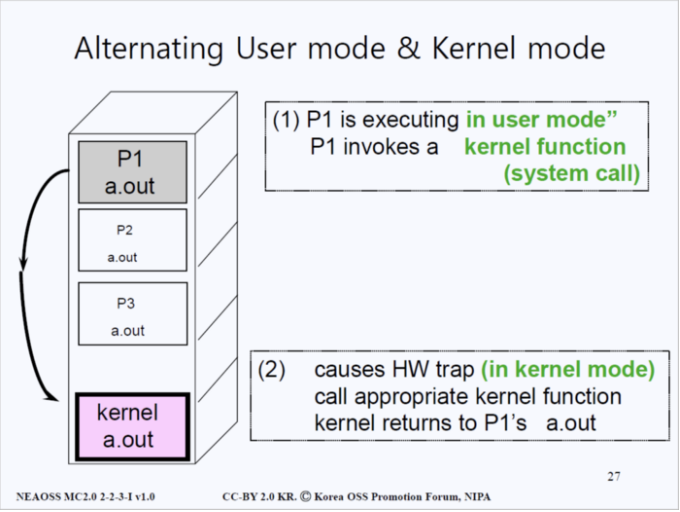 Alternating User mode & Kernel mode
P1
a.out
P2
a.out
P3
a.out
kernel
a.out
(1) P1 is executing in user mode”
P1 invokes a kernel function
(system call)
(2) causes HW trap (in kernel mode)
call appropriate kernel function
kernel returns to P1's a.out
27
NEAOSS MC2.0 2-2-3-I v1.0
CC-BY 2.0 KR. Ⓒ Korea OSS Promotion Forum, NIPA